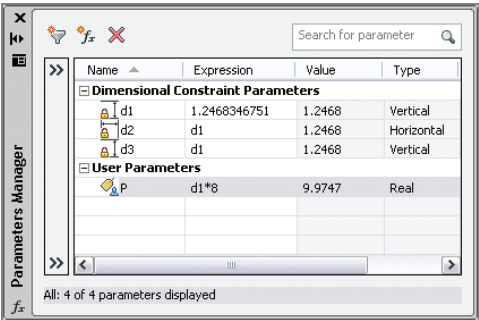 Search for parameter
Name Expression Value Type
Dimensional Constraint Parameters
d1 1.2468346751 1.2468 Vertical
d2 d1 1.2468 Horizontal
d3 d1 1.2468 Vertical
User Parameters
P d1*8 9.9747 Real
All: 4 of 4 parameters displayed
Parameters Manager
fx